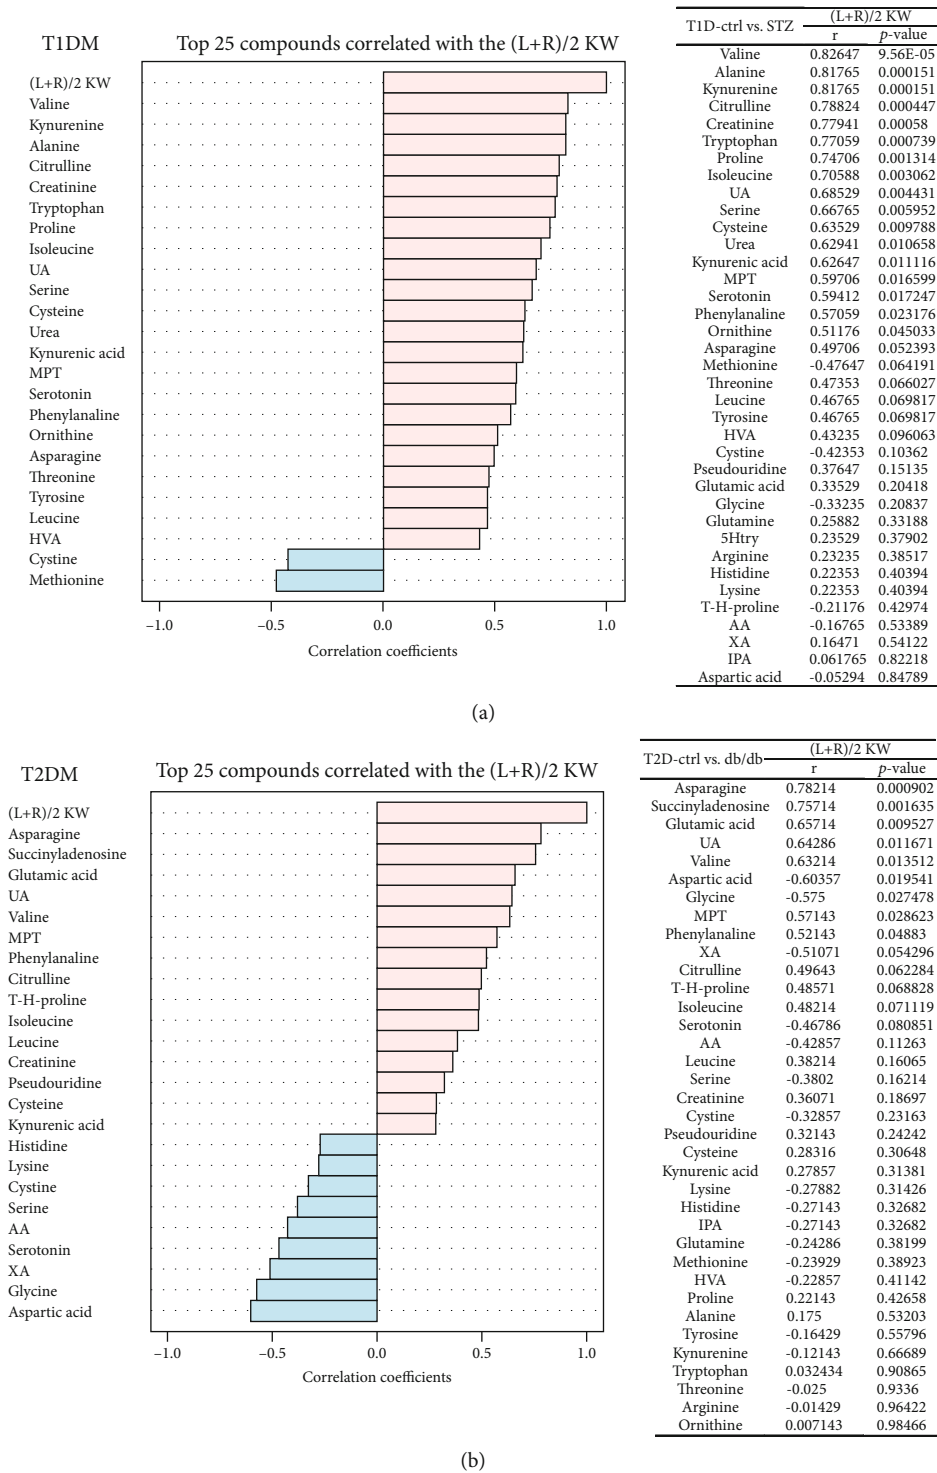 T1DM
Top 25 compounds correlated with the (L+R)/2 KW
(L+R)/2 KW
Valine
Kynurenine
Alanine
Citrulline
Creatinine
Tryptophan
Proline
Isoleucine
UA
Serine
Cysteine
Urea
Kynurenic acid
MPT
Serotonin
Phenylanaline
Ornithine
Asparagine
Threonine
Tyrosine
Leucine
HVA
Cystine
Methionine
−1.0 −0.5 0.0 0.5 1.0
Correlation coefficients
T1D-ctrl vs. STZ (L+R)/2 KW
r p-value
Valine 0.82647 9.56E-05
Alanine 0.81765 0.000151
Kynurenine 0.81765 0.000151
Citrulline 0.78824 0.000447
Creatinine 0.77941 0.00058
Tryptophan 0.77059 0.000739
Proline 0.74706 0.001314
Isoleucine 0.70588 0.003062
UA 0.68529 0.004431
Serine 0.66765 0.005952
Cysteine 0.63529 0.009788
Urea 0.62941 0.010658
Kynurenic acid 0.62647 0.011116
MPT 0.59706 0.016599
Serotonin 0.59412 0.017247
Phenylanaline 0.57059 0.023176
Ornithine 0.51176 0.045033
Asparagine 0.49706 0.052393
Methionine -0.47647 0.064191
Threonine 0.47353 0.066027
Leucine 0.46765 0.069817
Tyrosine 0.46765 0.069817
HVA 0.43235 0.096063
Cystine -0.42353 0.10362
Pseudouridine 0.37647 0.15135
Glutamic acid 0.33529 0.20418
Glycine -0.33235 0.20837
Glutamine 0.25882 0.33188
5Htry 0.23529 0.37902
Arginine 0.23235 0.38517
Histidine 0.22353 0.40394
Lysine 0.22353 0.40394
T-H-proline -0.21176 0.42974
AA -0.16765 0.53389
XA 0.16471 0.54122
IPA 0.061765 0.82218
Aspartic acid -0.05294 0.84789
(a)
T2DM
Top 25 compounds correlated with the (L+R)/2 KW
(L+R)/2 KW
Asparagine
Succinyladenosine
Glutamic acid
UA
Valine
MPT
Phenylanaline
Citrulline
T-H-proline
Isoleucine
Leucine
Creatinine
Pseudouridine
Cysteine
Kynurenic acid
Histidine
Lysine
Cystine
Serine
AA
Serotonin
XA
Glycine
Aspartic acid
−1.0 −0.5 0.0 0.5 1.0
Correlation coefficients
T2D-ctrl vs. db/db (L+R)/2 KW
r p-value
Asparagine 0.78214 0.000902
Succinyladenosine 0.75714 0.001635
Glutamic acid 0.65714 0.009527
UA 0.64286 0.011671
Valine 0.63214 0.013512
Aspartic acid -0.60357 0.019541
Glycine -0.575 0.027478
MPT 0.57143 0.028623
Phenylanaline 0.52143 0.04883
XA -0.51071 0.054296
Citrulline 0.49643 0.062284
T-H-proline 0.48571 0.068828
Isoleucine 0.48214 0.071119
Serotonin -0.46786 0.080851
AA -0.42857 0.11263
Leucine 0.38214 0.16065
Serine -0.3802 0.16214
Creatinine 0.36071 0.18697
Cystine -0.32857 0.23163
Pseudouridine 0.32143 0.24242
Cysteine 0.28316 0.30648
Kynurenic acid 0.27857 0.31381
Lysine -0.27882 0.31426
Histidine -0.27143 0.32682
IPA -0.27143 0.32682
Glutamine -0.24286 0.38199
Methionine -0.23929 0.38923
HVA -0.22857 0.41142
Proline 0.22143 0.42658
Alanine 0.175 0.53203
Tyrosine -0.16429 0.55796
Kynurenine -0.12143 0.66689
Tryptophan 0.032434 0.90865
Threonine -0.025 0.9336
Arginine -0.01429 0.96422
Ornithine 0.007143 0.98466
(b)